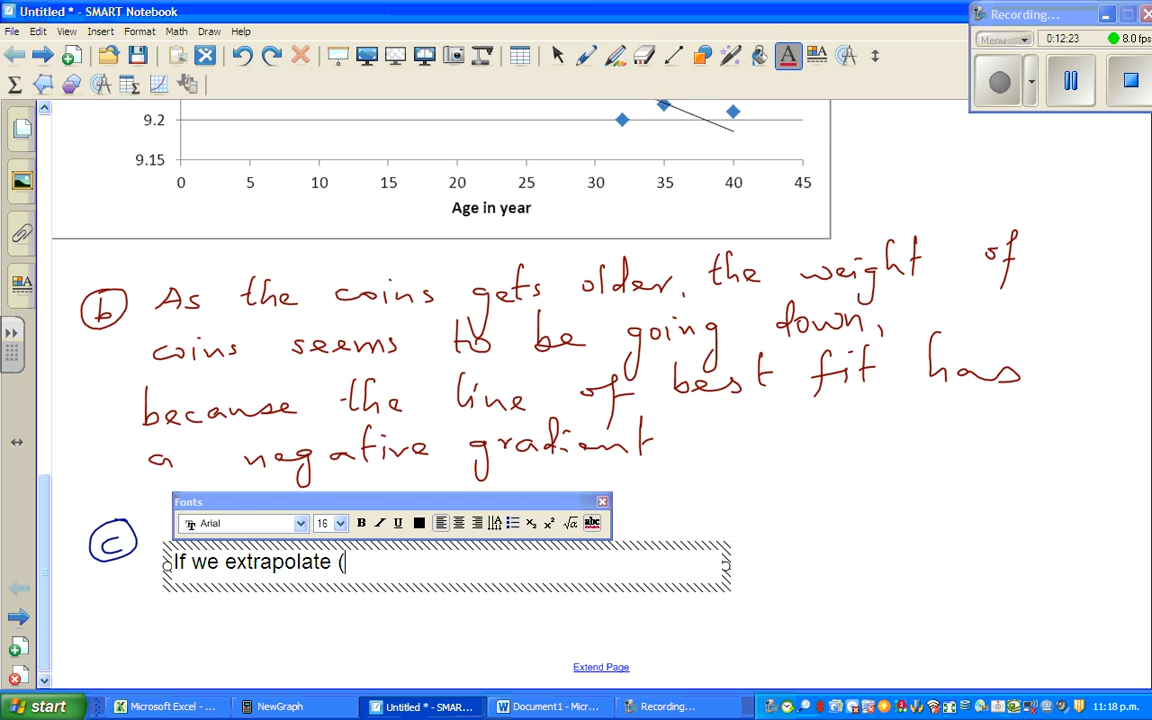 Untitled * - SMART Notebook
Recording...
File Edit View Insert Format Math Draw Help
Menu 0:12:23 8.0 fps
9.2
9.15
0 5 10 15 20 25 30 35 40 45
Age in year
b As the coins gets older, the weight of
coins seems to be going down,
because the line of best fit has
a negative gradient
Fonts
Arial 16 B I U abc
c
If we extrapolate (
Extend Page
start Microsoft Excel - ... NewGraph Untitled * - SMAR... Document1 - Micr... Recording... 11:18 p.m.